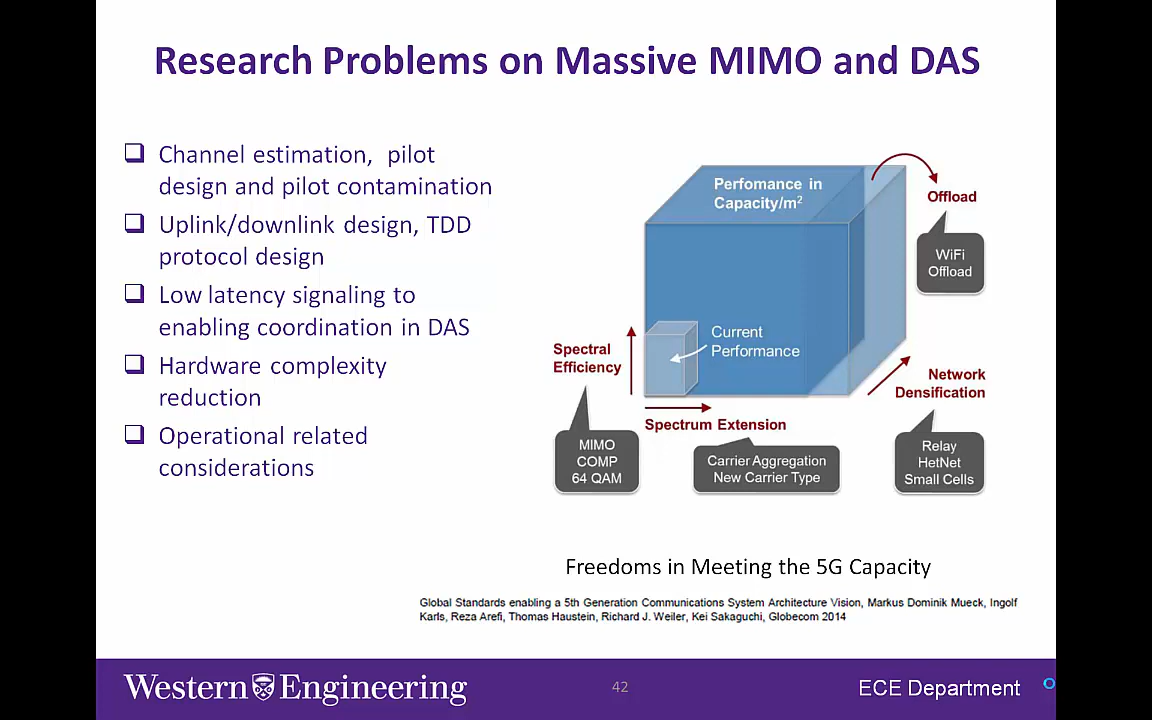 Research Problems on Massive MIMO and DAS
Channel estimation, pilot
design and pilot contamination
Uplink/downlink design, TDD
protocol design
Low latency signaling to
enabling coordination in DAS
Hardware complexity
reduction
Operational related
considerations
Perfomance in
Capacity/m²
Offload
WiFi
Offload
Current
Performance
Spectral
Efficiency
Network
Densification
Spectrum Extension
MIMO
COMP
64 QAM
Carrier Aggregation
New Carrier Type
Relay
HetNet
Small Cells
Freedoms in Meeting the 5G Capacity
Global Standards enabling a 5th Generation Communications System Architecture Vision, Markus Dominik Mueck, Ingolf
Karls, Reza Arefi, Thomas Haustein, Richard J. Weiler, Kei Sakaguchi, Globecom 2014
Western Engineering
42
ECE Department